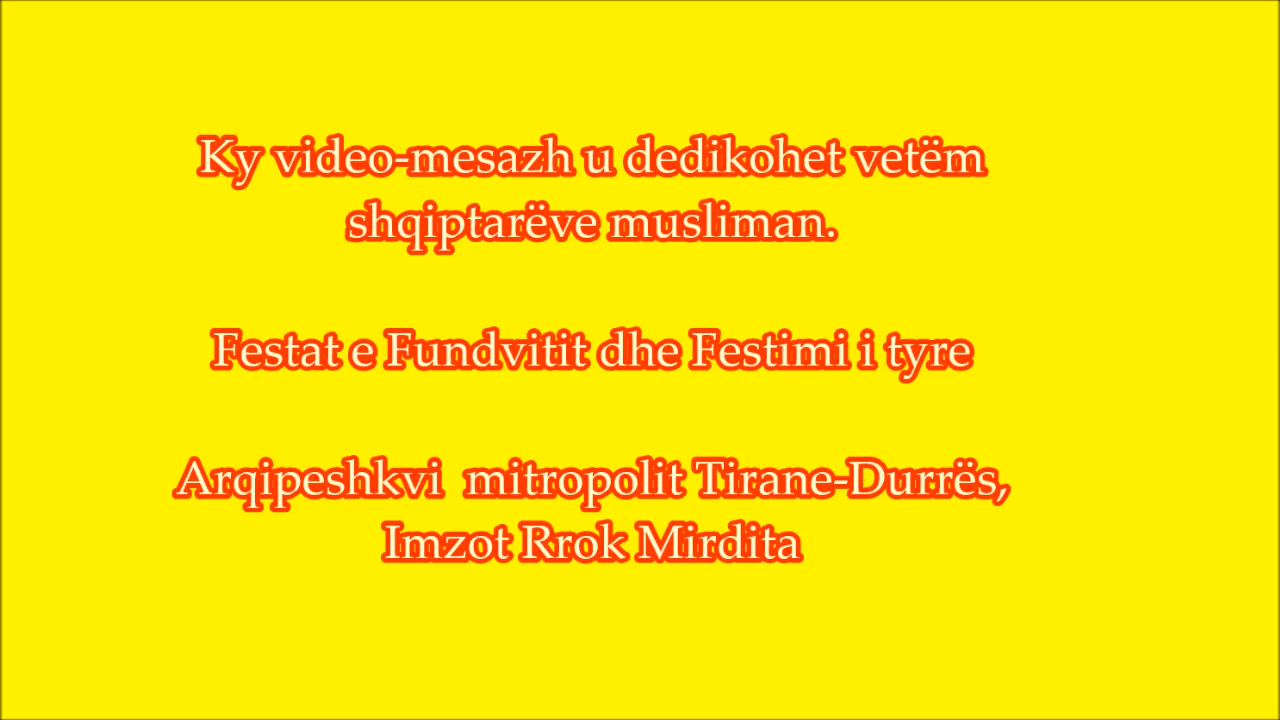 Ky video-mesazh u dedikohet vetëm
shqiptarëve musliman.
Festat e Fundvitit dhe Festimi i tyre
Arqipeshkvi  mitropolit Tirane-Durrës,
Imzot Rrok Mirdita